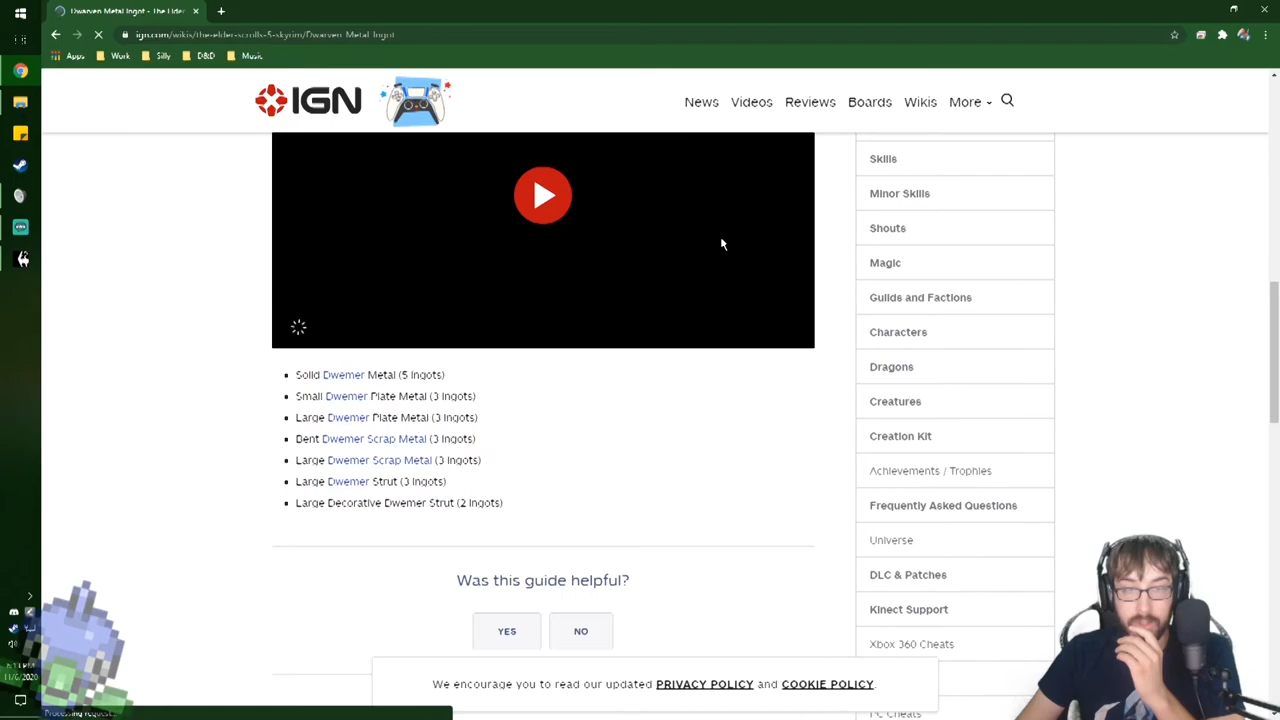 Dwarven Metal Ingot - The Elder
ign.com/wikis/the-elder-scrolls-5-skyrim/Dwarven_Metal_Ingot
Apps Work Silly D&D Music
IGN
News Videos Reviews Boards Wikis More
Skills
Minor Skills
Shouts
Magic
Guilds and Factions
Characters
Dragons
Creatures
Creation Kit
Achievements / Trophies
Frequently Asked Questions
Universe
DLC & Patches
Kinect Support
Xbox 360 Cheats
PC Cheats
Solid Dwemer Metal (5 Ingots)
Small Dwemer Plate Metal (3 Ingots)
Large Dwemer Plate Metal (3 Ingots)
Bent Dwemer Scrap Metal (3 Ingots)
Large Dwemer Scrap Metal (3 Ingots)
Large Dwemer Strut (3 Ingots)
Large Decorative Dwemer Strut (2 Ingots)
Was this guide helpful?
YES NO
We encourage you to read our updated PRIVACY POLICY and COOKIE POLICY.
Processing request...